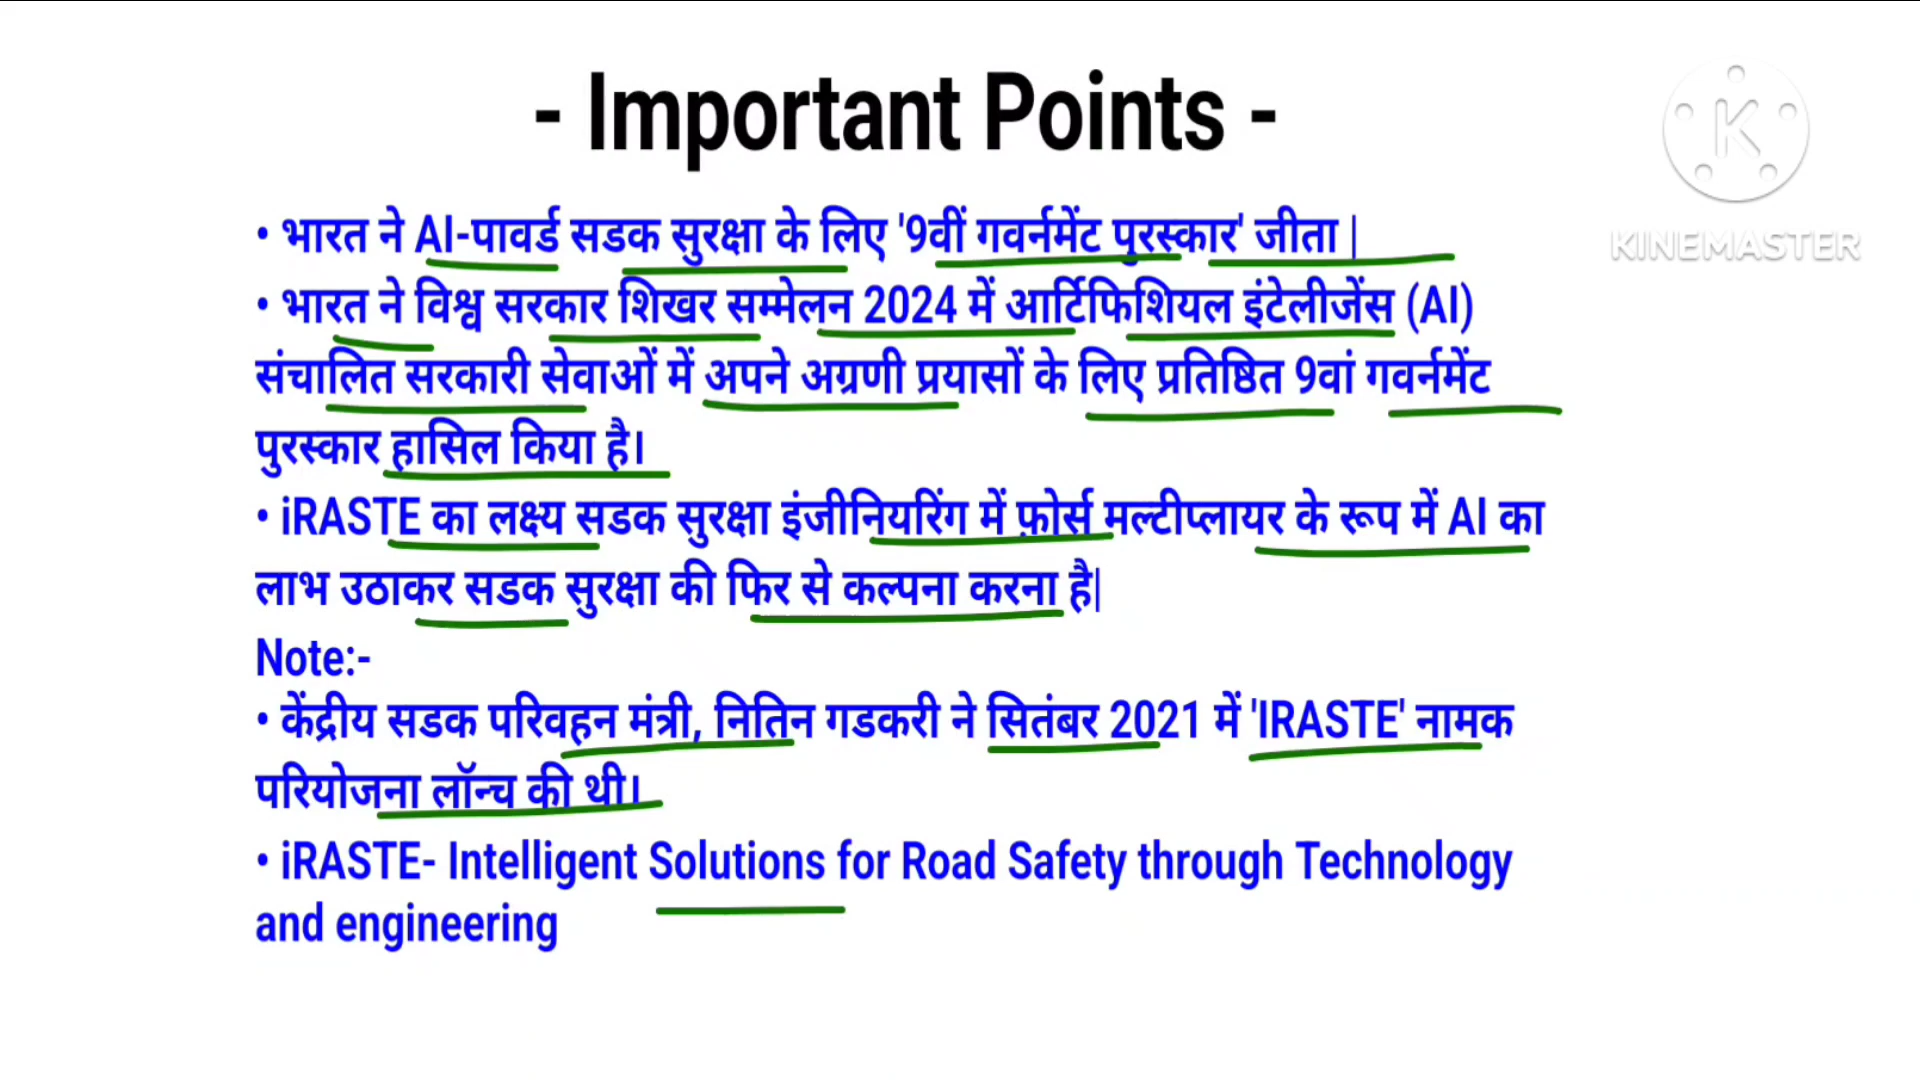 - Important Points -
K
KINEMASTER
• भारत ने AI-पावर्ड सडक सुरक्षा के लिए '9वीं गवर्नमेंट पुरस्कार' जीता |
• भारत ने विश्व सरकार शिखर सम्मेलन 2024 में आर्टिफिशियल इंटेलीजेंस (AI)
संचालित सरकारी सेवाओं में अपने अग्रणी प्रयासों के लिए प्रतिष्ठित 9वां गवर्नमेंट
पुरस्कार हासिल किया है।
• iRASTE का लक्ष्य सडक सुरक्षा इंजीनियरिंग में फ़ोर्स मल्टीप्लायर के रूप में AI का
लाभ उठाकर सडक सुरक्षा की फिर से कल्पना करना है|
Note:-
• केंद्रीय सडक परिवहन मंत्री, नितिन गडकरी ने सितंबर 2021 में 'IRASTE' नामक
परियोजना लॉन्च की थी।
• iRASTE- Intelligent Solutions for Road Safety through Technology
and engineering